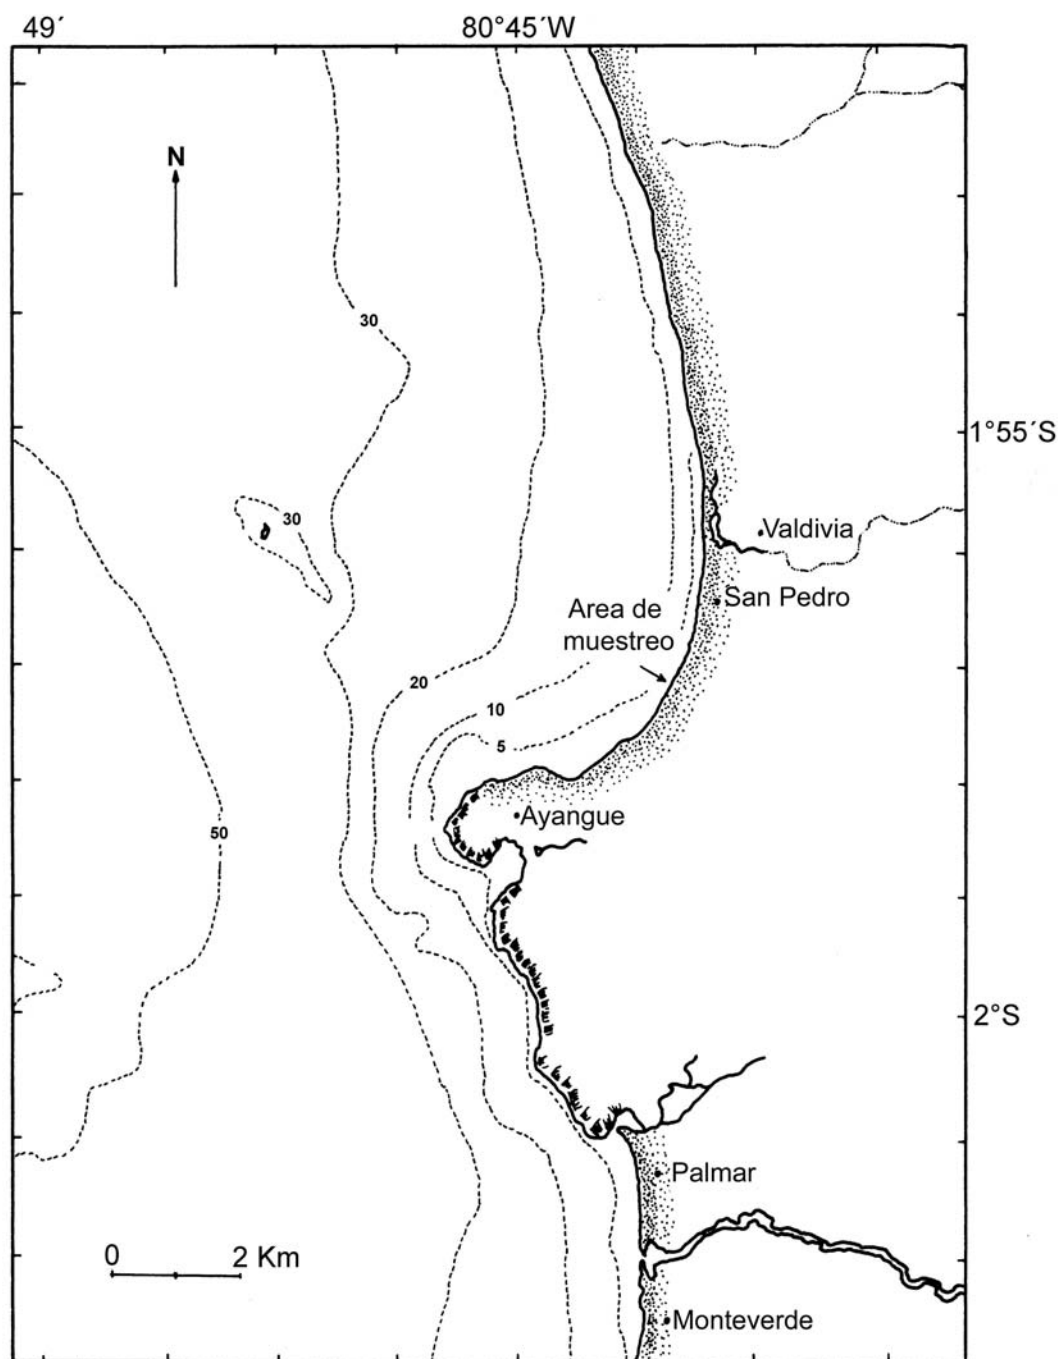 49´
80°45´W
N
30
1°55´S
30
Valdivia
San Pedro
Area de
muestreo
20
10
5
Ayangue
50
2°S
Palmar
0 2 Km
Monteverde